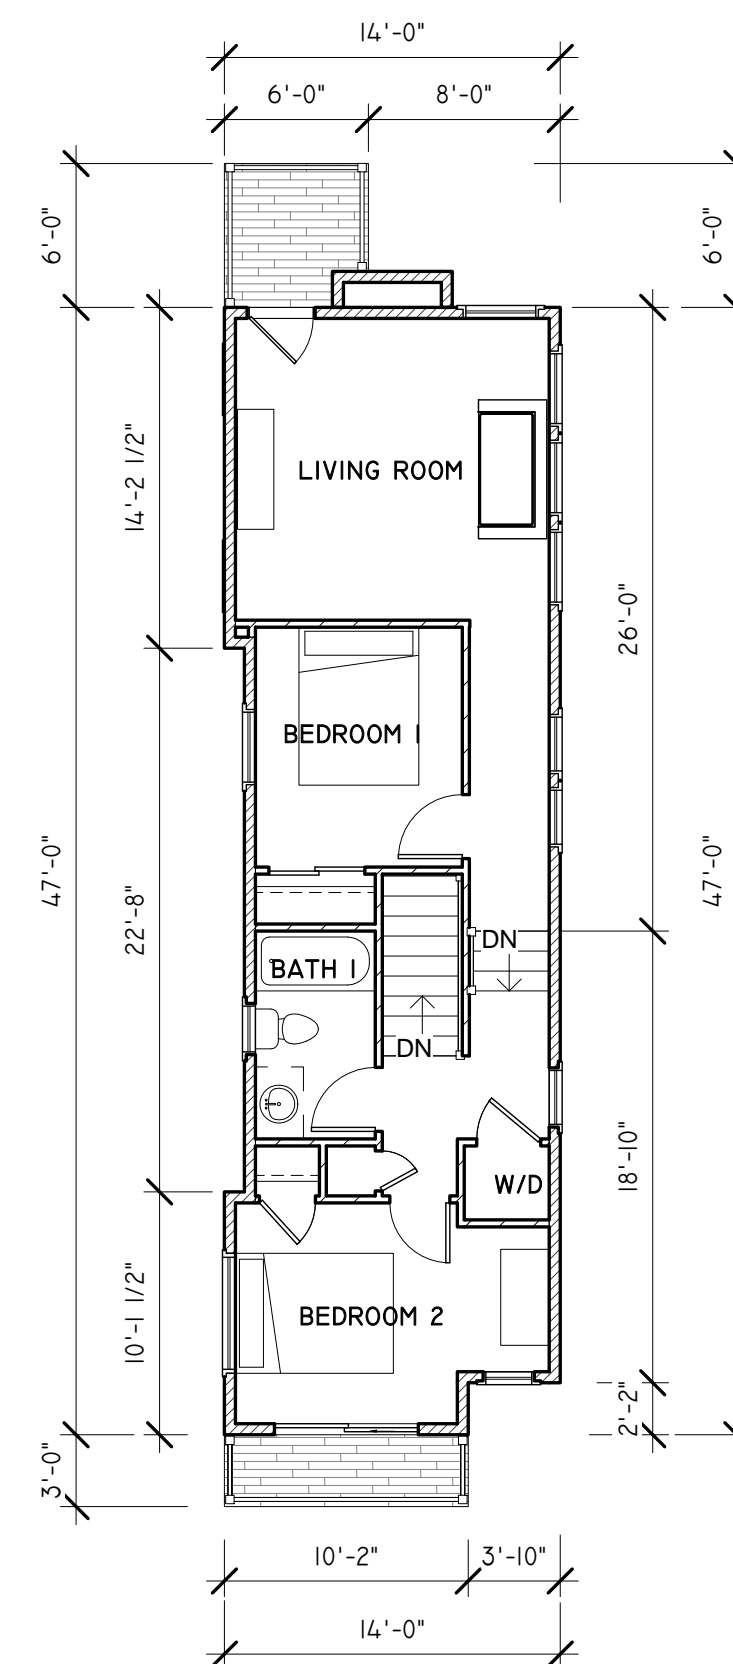 14'-0"
6'-0"
8'-0"
6'-0"
6'-0"
14'-2 1/2"
LIVING ROOM
26'-0"
BEDROOM 1
47'-0"
47'-0"
22'-8"
DN
BATH 1
DN
18'-10"
W/D
10'-1 1/2"
BEDROOM 2
2'-2"
3'-0"
10'-2"
3'-10"
14'-0"